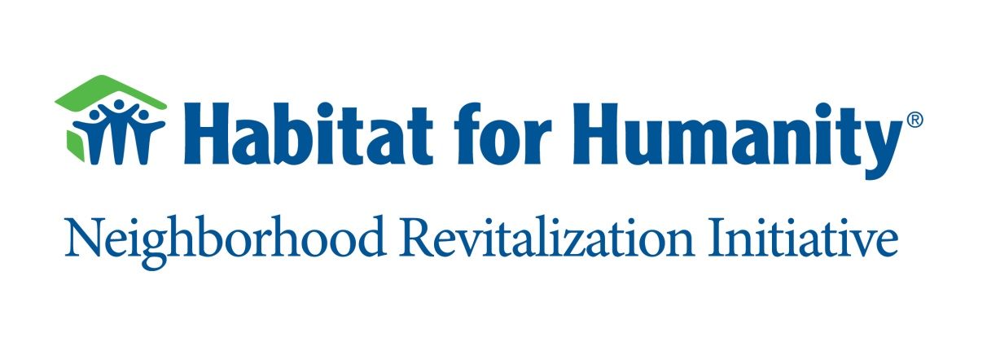 Habitat for Humanity®
Neighborhood Revitalization Initiative